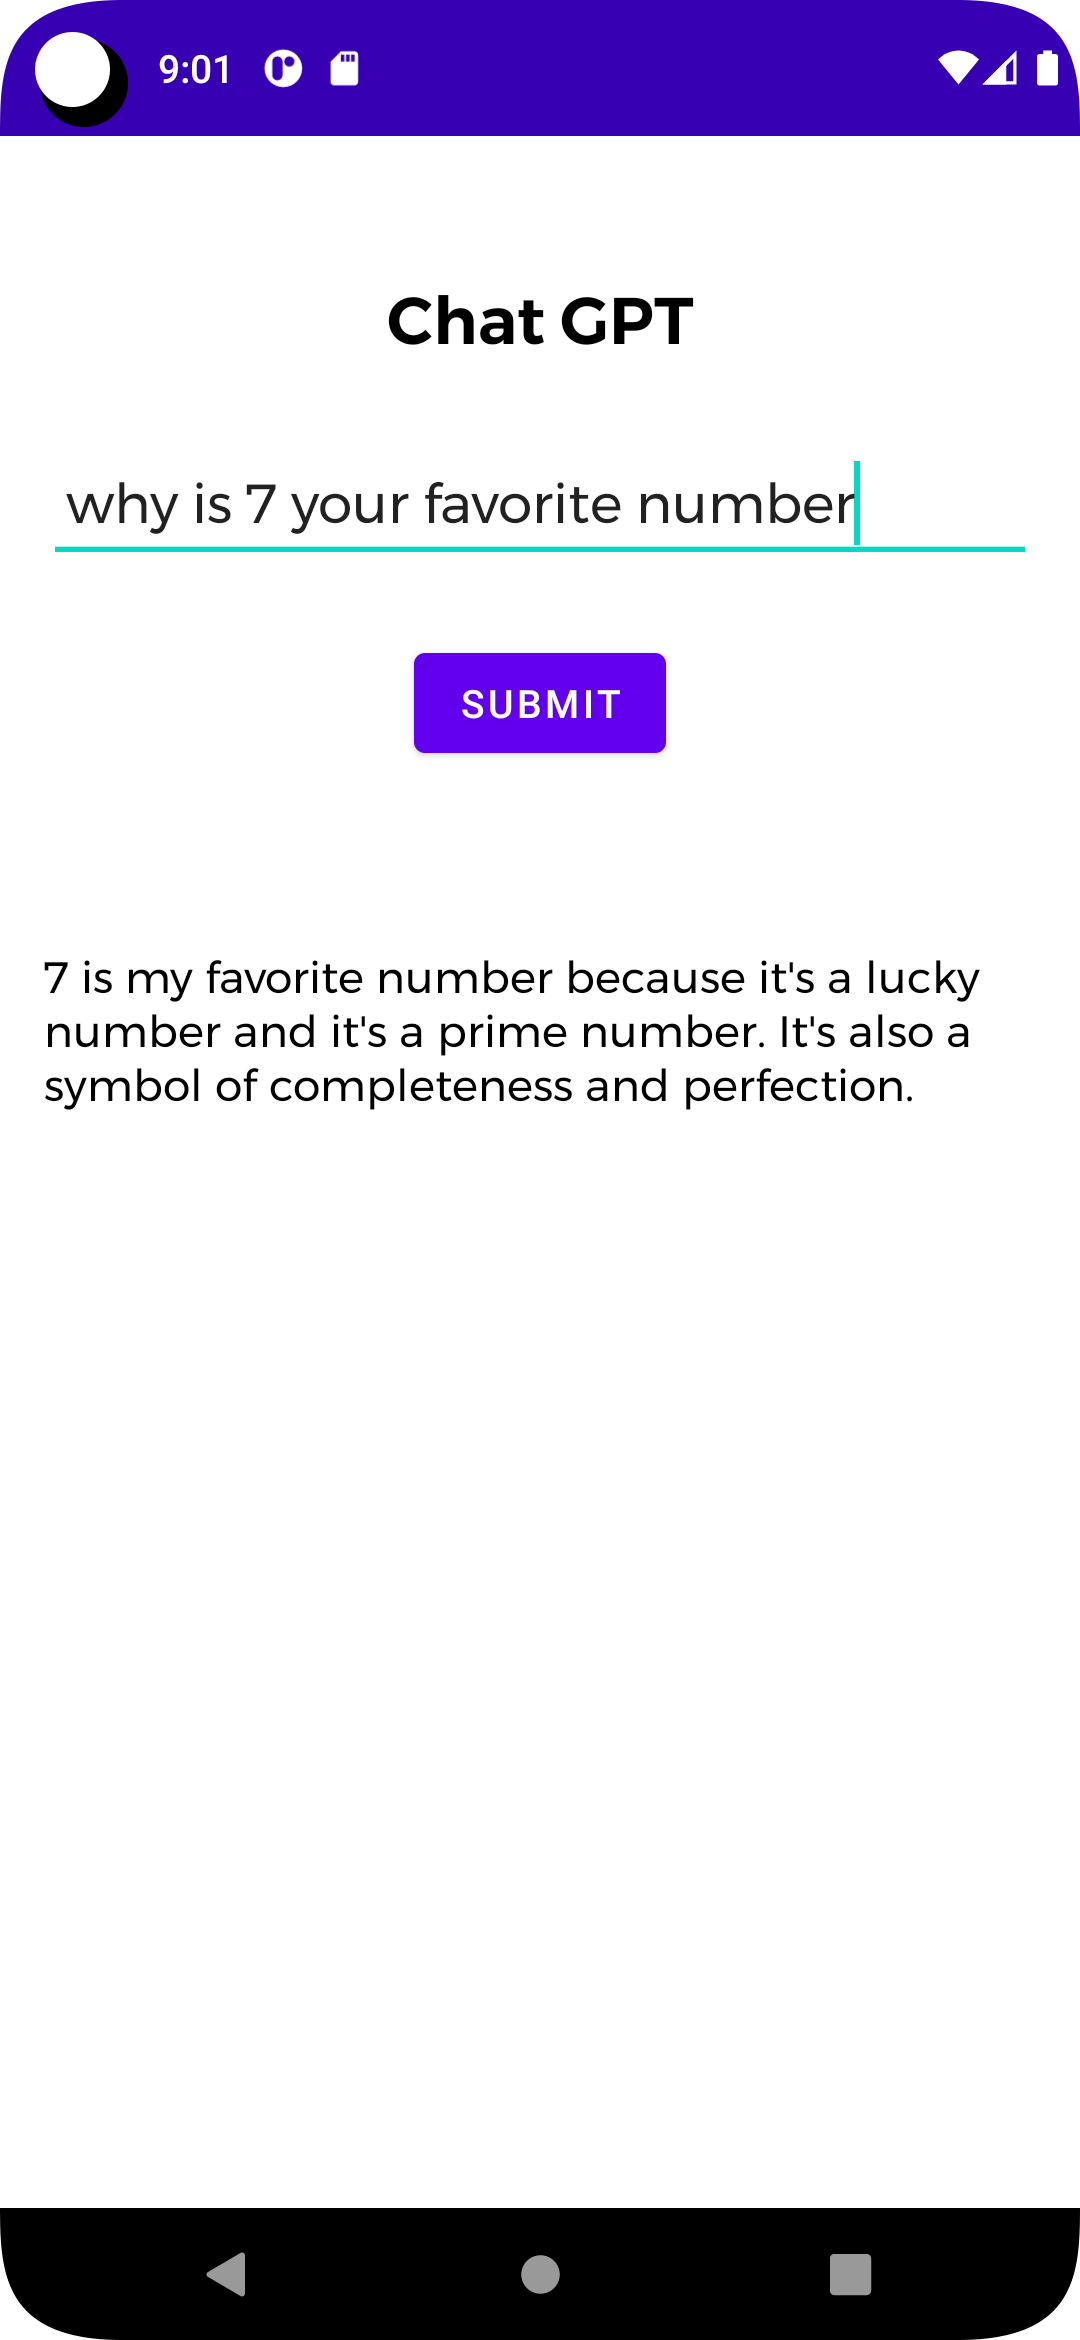 9:01
Chat GPT
why is 7 your favorite number
SUBMIT
7 is my favorite number because it's a lucky
number and it's a prime number. It's also a
symbol of completeness and perfection.